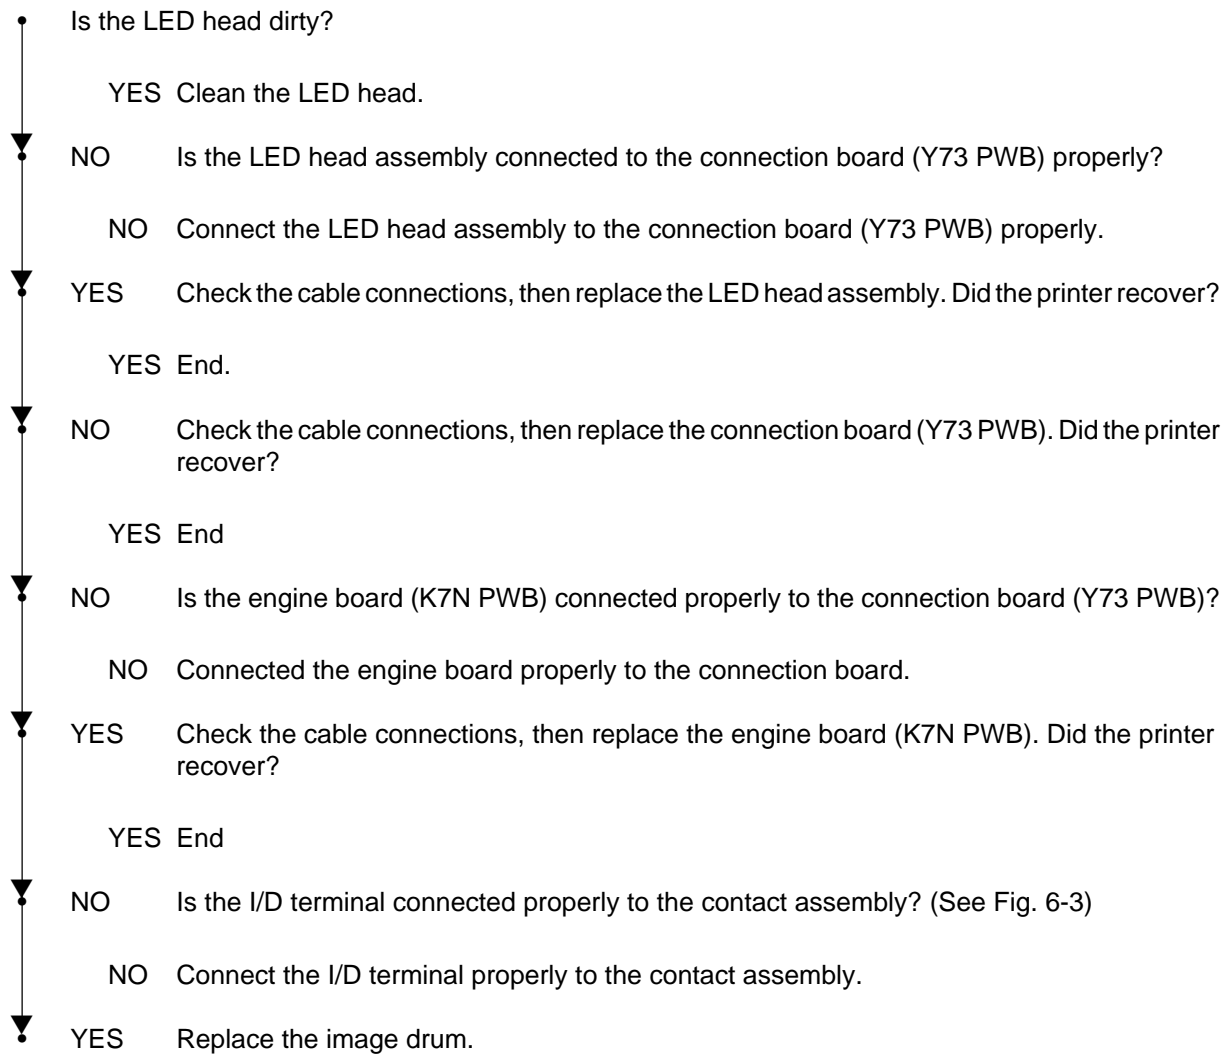 Is the LED head dirty?
YES Clean the LED head.
NO Is the LED head assembly connected to the connection board (Y73 PWB) properly?
NO Connect the LED head assembly to the connection board (Y73 PWB) properly.
YES Check the cable connections, then replace the LED head assembly. Did the printer recover?
YES End.
NO Check the cable connections, then replace the connection board (Y73 PWB). Did the printer
recover?
YES End
NO Is the engine board (K7N PWB) connected properly to the connection board (Y73 PWB)?
NO Connected the engine board properly to the connection board.
YES Check the cable connections, then replace the engine board (K7N PWB). Did the printer
recover?
YES End
NO Is the I/D terminal connected properly to the contact assembly? (See Fig. 6-3)
NO Connect the I/D terminal properly to the contact assembly.
YES Replace the image drum.